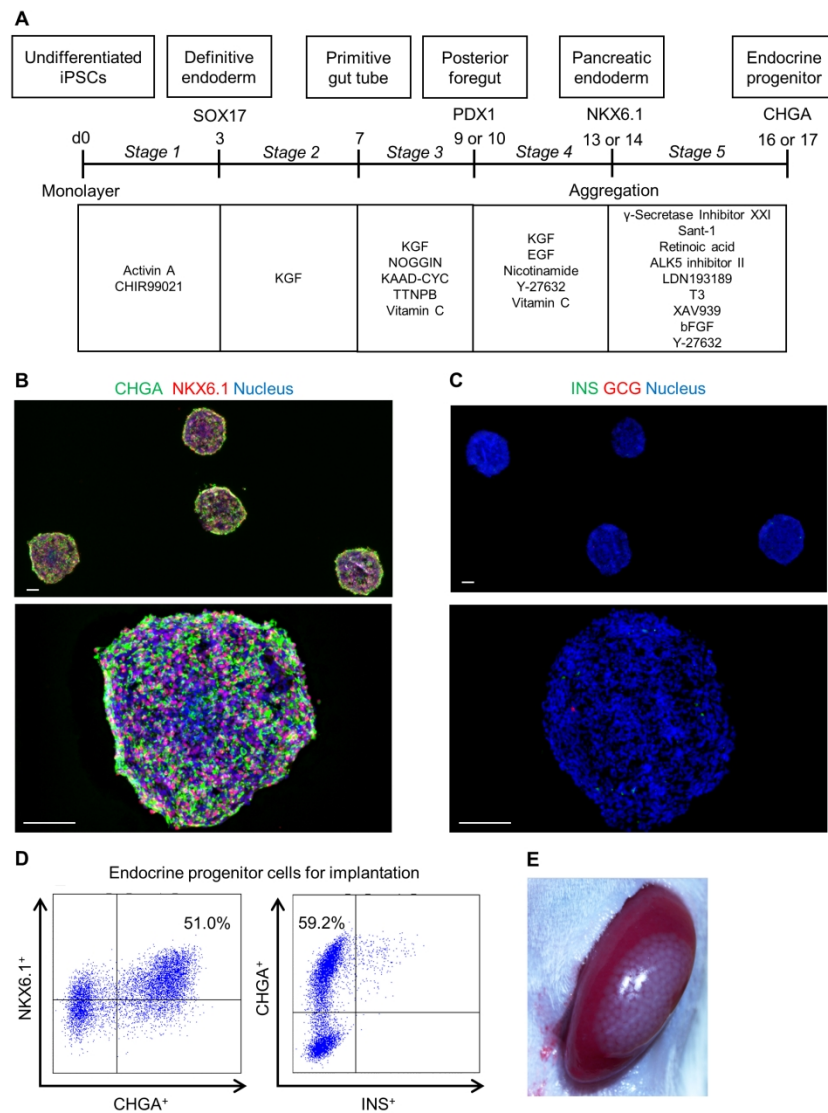 A
Undifferentiated
iPSCs
Definitive
endoderm
Primitive
gut tube
Posterior
foregut
Pancreatic
endoderm
Endocrine
progenitor
SOX17
PDX1
NKX6.1
CHGA
d0
Stage 1
3
Stage 2
7
Stage 3
9 or 10
Stage 4
13 or 14
Stage 5
16 or 17
Monolayer
Aggregation
Activin A
CHIR99021
KGF
KGF
NOGGIN
KAAD-CYC
TTNPB
Vitamin C
KGF
EGF
Nicotinamide
Y-27632
Vitamin C
γ-Secretase Inhibitor XXI
Sant-1
Retinoic acid
ALK5 inhibitor II
LDN193189
T3
XAV939
bFGF
Y-27632
B
CHGA NKX6.1 Nucleus
C
INS GCG Nucleus
D
Endocrine progenitor cells for implantation
51.0%
NKX6.1⁺
CHGA⁺
59.2%
CHGA⁺
INS⁺
E